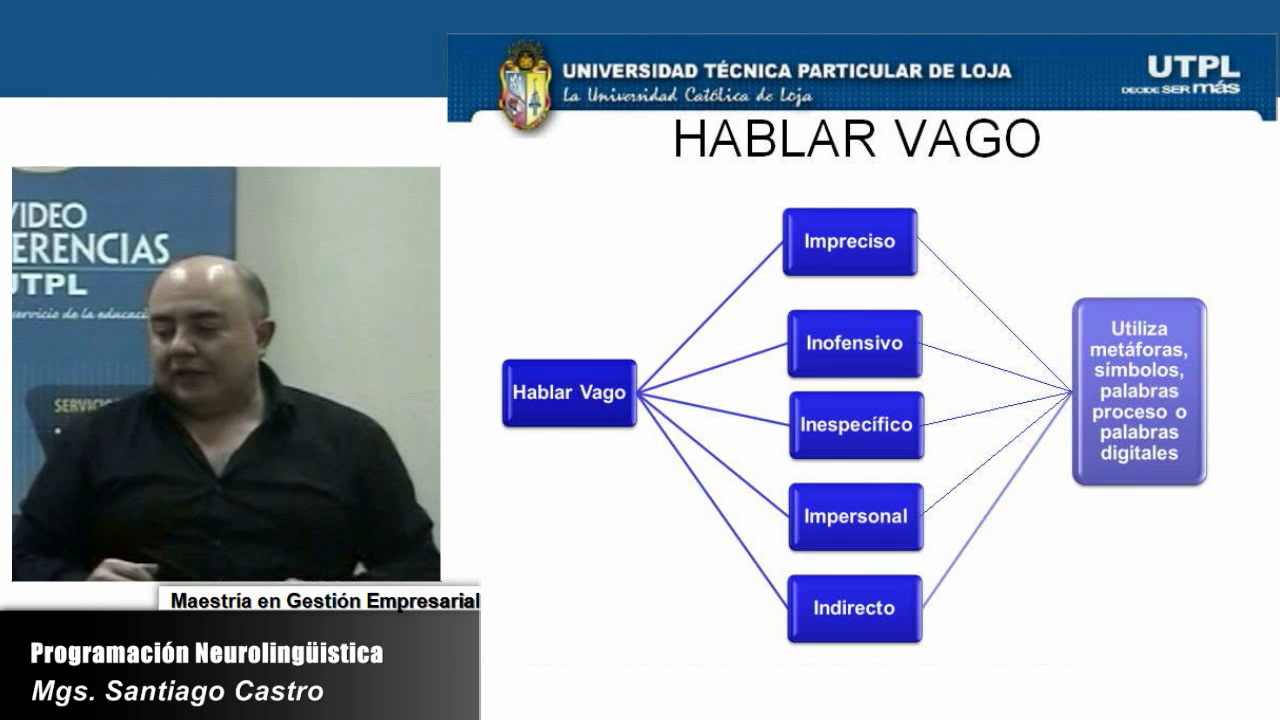 UNIVERSIDAD TÉCNICA PARTICULAR DE LOJA
La Universidad Católica de Loja
UTPL
DECIDE SER más
HABLAR VAGO
VIDEO
ERENCIAS
UTPL
servicio de la educaci
SERVICIO
Impreciso
Inofensivo
Hablar Vago
Inespecífico
Impersonal
Indirecto
Utiliza
metáforas,
símbolos,
palabras
proceso o
palabras
digitales
Maestría en Gestión Empresarial
Programación Neurolingüistica
Mgs. Santiago Castro